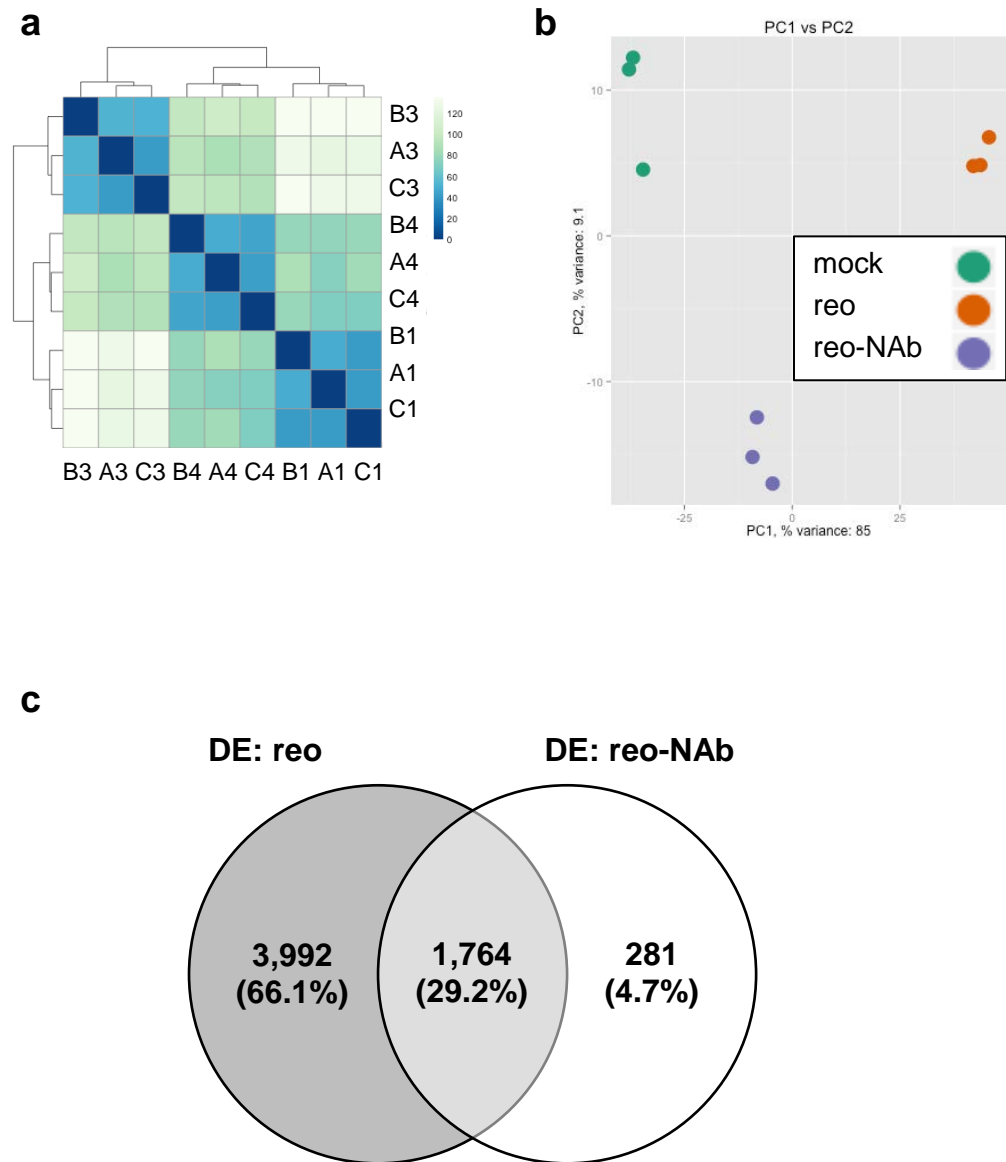 a
B3
A3
C3
B4
A4
C4
B1
A1
C1
120
100
80
60
40
20
0
B3 A3 C3 B4 A4 C4 B1 A1 C1
b
PC1 vs PC2
10
0
-10
PC2, % variance: 9.1
-25
0
25
PC1, % variance: 85
mock
reo
reo-NAb
c
DE: reo
DE: reo-NAb
3,992
(66.1%)
1,764
(29.2%)
281
(4.7%)